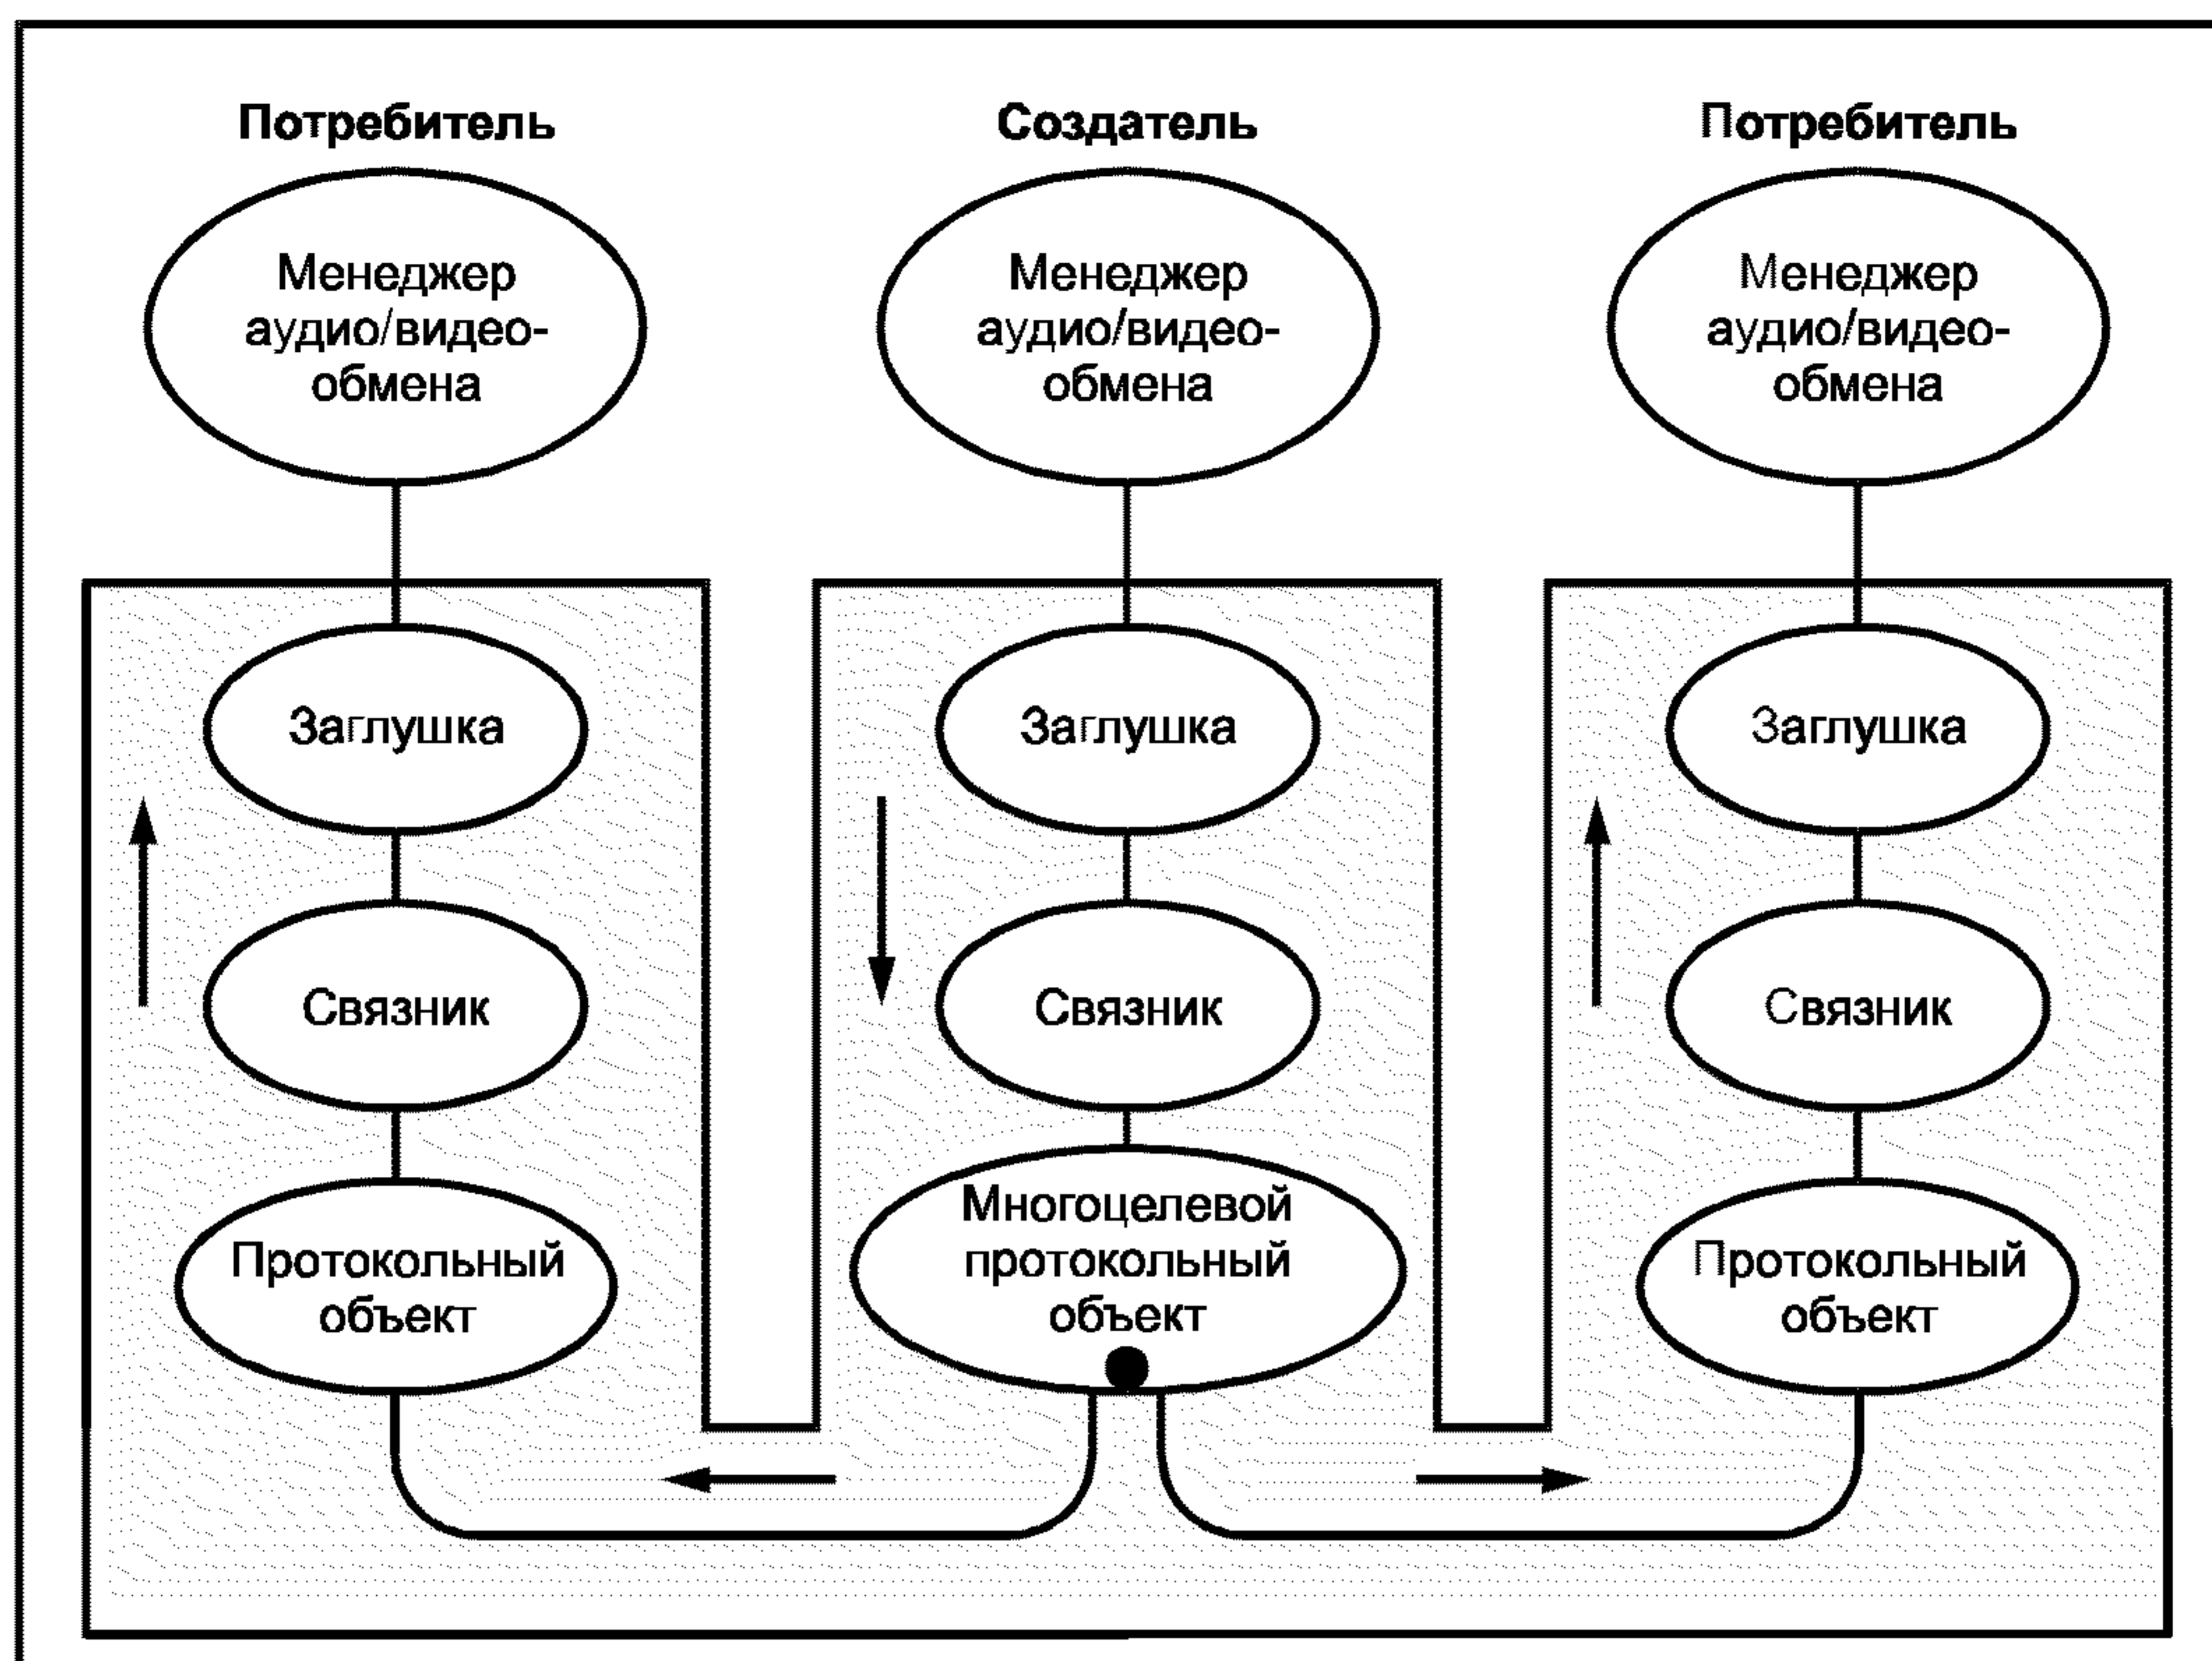 Потребитель
Создатель
Потребитель
Менеджер
аудио/видео-
обмена
Менеджер
аудио/видео-
обмена
Менеджер
аудио/видео-
обмена
Заглушка
Заглушка
Заглушка
Связник
Связник
Связник
Протокольный
объект
Многоцелевой
протокольный
объект
Протокольный
объект